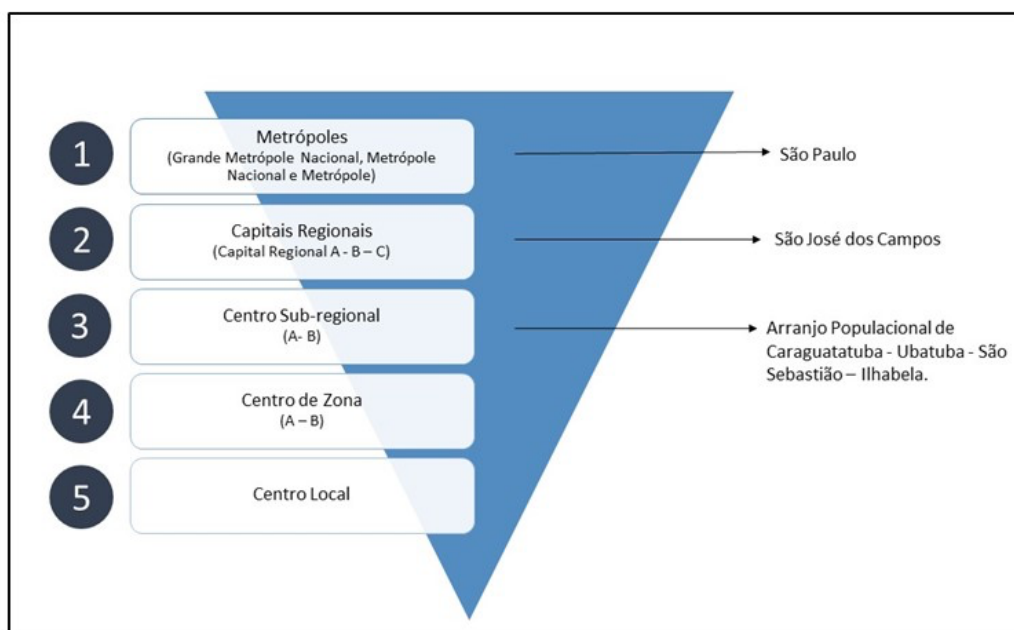 1
Metrópoles
(Grande Metrópole Nacional, Metrópole
Nacional e Metrópole)
São Paulo
2
Capitais Regionais
(Capital Regional A - B – C)
São José dos Campos
3
Centro Sub-regional
(A- B)
Arranjo Populacional de
Caraguatatuba - Ubatuba - São
Sebastião – Ilhabela.
4
Centro de Zona
(A – B)
5
Centro Local